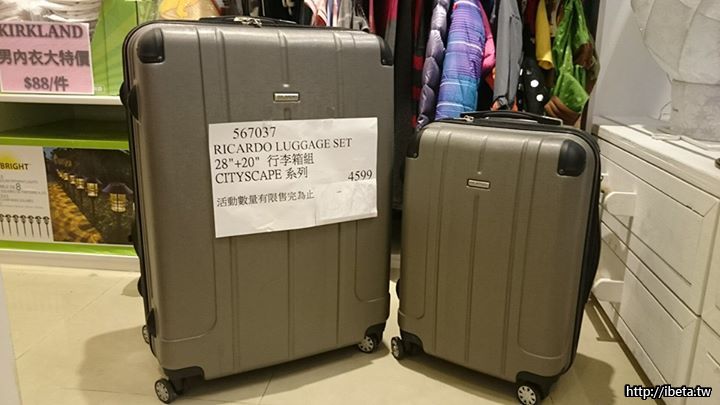 KIRKLAND
男內衣大特價
$88/件
BRIGHT
8
567037
RICARDO LUGGAGE SET
28"+20" 行李箱組
CITYSCAPE 系列
4599
活動數量有限售完為止
http://ibeta.tw